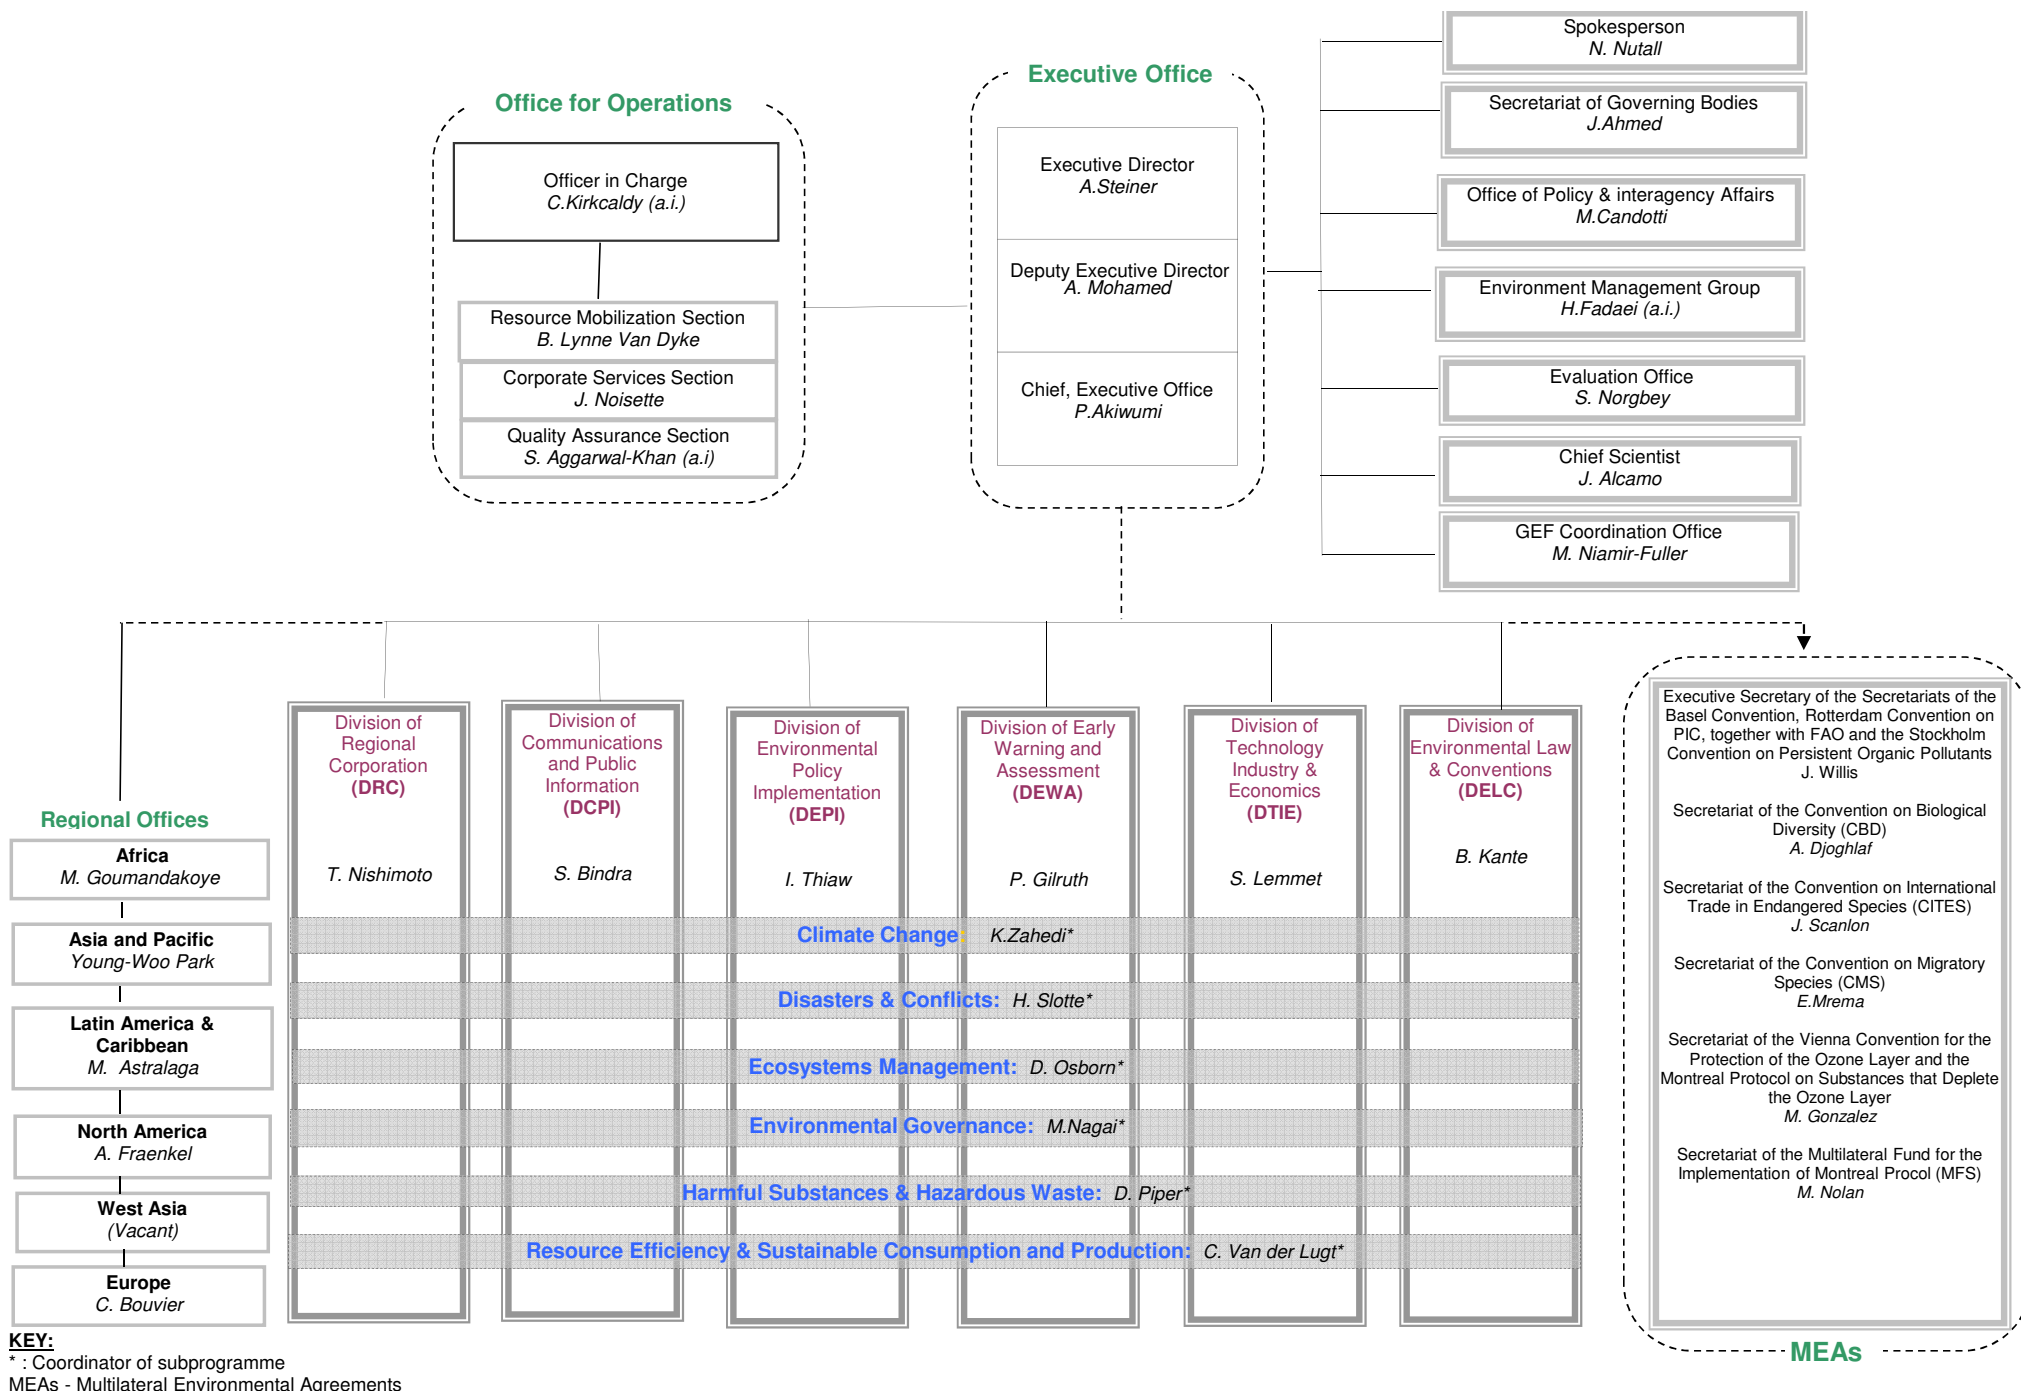 Office for Operations
Officer in Charge
C.Kirkcaldy (a.i.)
Resource Mobilization Section
B. Lynne Van Dyke
Corporate Services Section
J. Noisette
Quality Assurance Section
S. Aggarwal-Khan (a.i)
Executive Office
Executive Director
A.Steiner
Deputy Executive Director
A. Mohamed
Chief, Executive Office
P.Akiwumi
Spokesperson
N. Nutall
Secretariat of Governing Bodies
J.Ahmed
Office of Policy & interagency Affairs
M.Candotti
Environment Management Group
H.Fadaei (a.i.)
Evaluation Office
S. Norgbey
Chief Scientist
J. Alcamo
GEF Coordination Office
M. Niamir-Fuller
Regional Offices
Africa
M. Goumandakoye
Asia and Pacific
Young-Woo Park
Latin America &
Caribbean
M. Astralaga
North America
A. Fraenkel
West Asia
(Vacant)
Europe
C. Bouvier
Division of
Regional
Corporation
(DRC)
T. Nishimoto
Division of
Communications
and Public
Information
(DCPI)
S. Bindra
Division of
Environmental
Policy
Implementation
(DEPI)
I. Thiaw
Division of Early
Warning and
Assessment
(DEWA)
P. Gilruth
Division of
Technology
Industry &
Economics
(DTIE)
S. Lemmet
Division of
Environmental Law
& Conventions
(DELC)
B. Kante
Climate Change: K.Zahedi*
Disasters & Conflicts: H. Slotte*
Ecosystems Management: D. Osborn*
Environmental Governance: M.Nagai*
Harmful Substances & Hazardous Waste: D. Piper*
Resource Efficiency & Sustainable Consumption and Production: C. Van der Lugt*
Executive Secretary of the Secretariats of the
Basel Convention, Rotterdam Convention on
PIC, together with FAO and the Stockholm
Convention on Persistent Organic Pollutants
J. Willis
Secretariat of the Convention on Biological
Diversity (CBD)
A. Djoghlaf
Secretariat of the Convention on International
Trade in Endangered Species (CITES)
J. Scanlon
Secretariat of the Convention on Migratory
Species (CMS)
E.Mrema
Secretariat of the Vienna Convention for the
Protection of the Ozone Layer and the
Montreal Protocol on Substances that Deplete
the Ozone Layer
M. Gonzalez
Secretariat of the Multilateral Fund for the
Implementation of Montreal Procol (MFS)
M. Nolan
MEAs
KEY:
* : Coordinator of subprogramme
MEAs - Multilateral Environmental Agreements